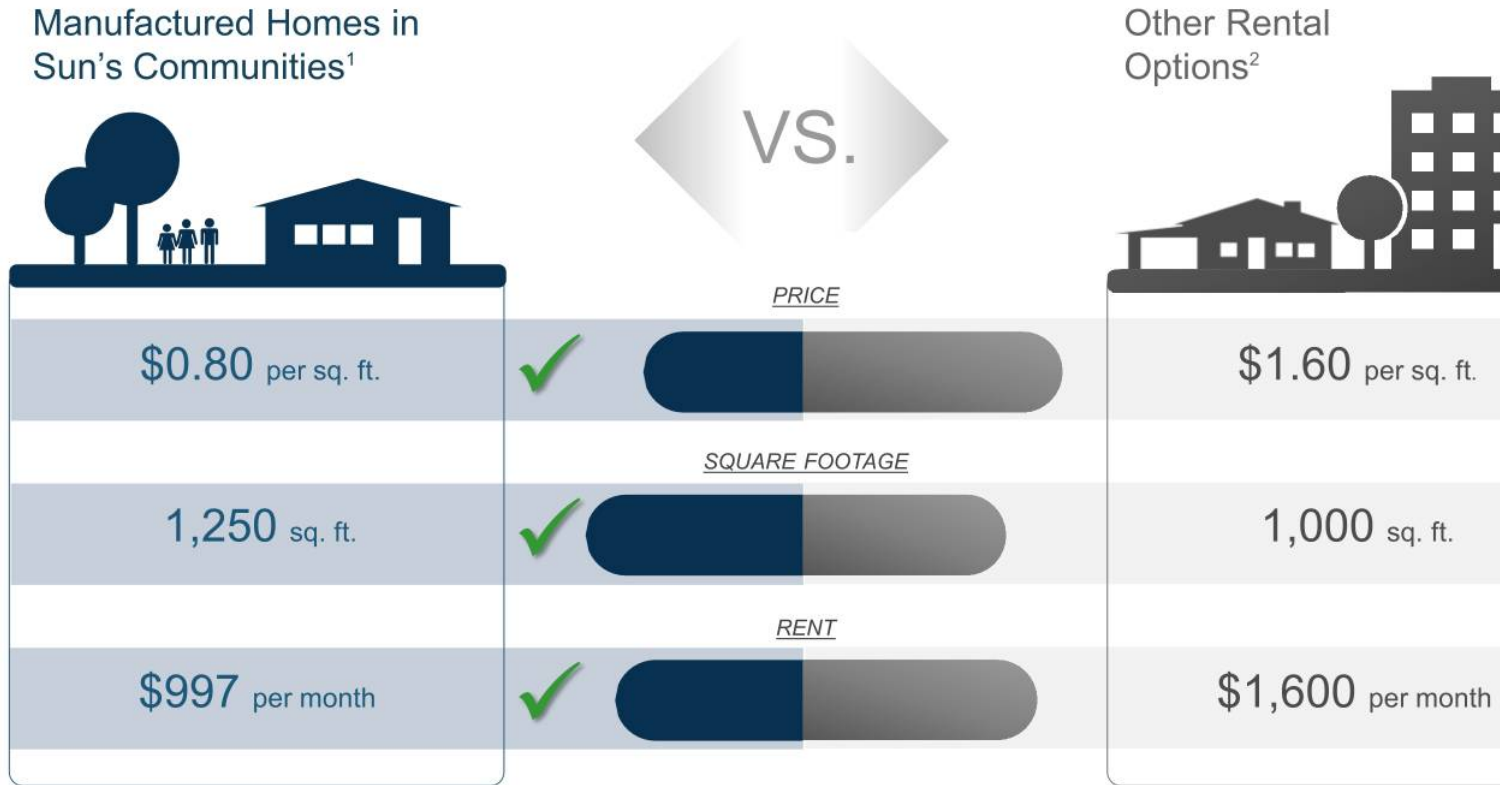 Manufactured Homes in
Sun's Communities¹
VS.
Other Rental
Options²
PRICE
$0.80 per sq. ft.
$1.60 per sq. ft.
SQUARE FOOTAGE
1,250 sq. ft.
1,000 sq. ft.
RENT
$997 per month
$1,600 per month